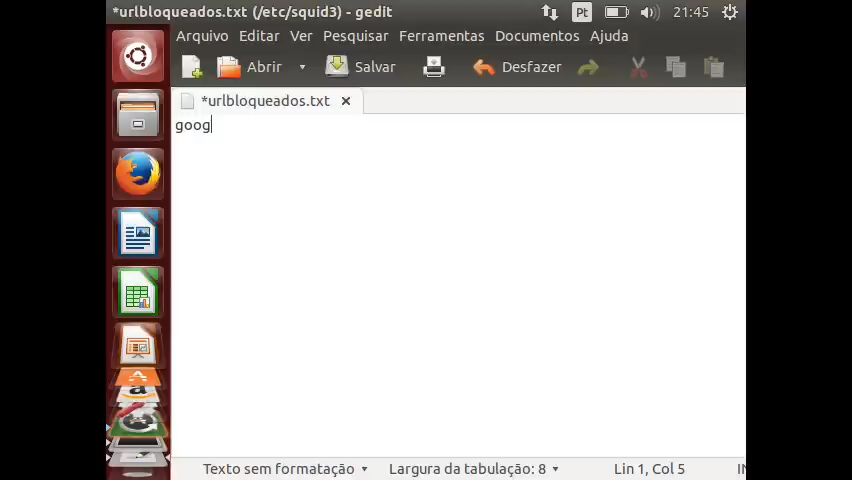 *urlbloqueados.txt (/etc/squid3) - gedit Pt 21:45
Arquivo Editar Ver Pesquisar Ferramentas Documentos Ajuda
Abrir Salvar Desfazer
*urlbloqueados.txt
goog
Texto sem formatação Largura da tabulação: 8 Lin 1, Col 5 IN